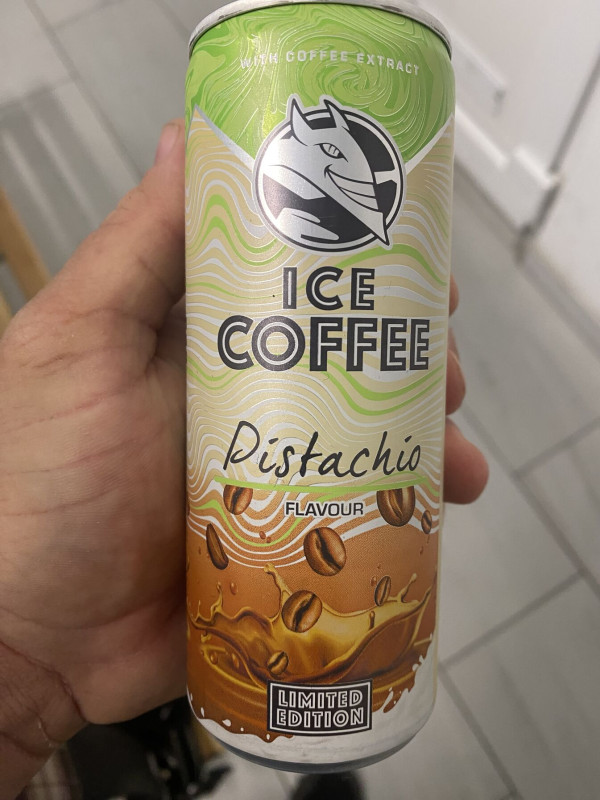 WITH COFFEE EXTRACT
ICE
COFFEE
Pistachio
FLAVOUR
LIMITED
EDITION